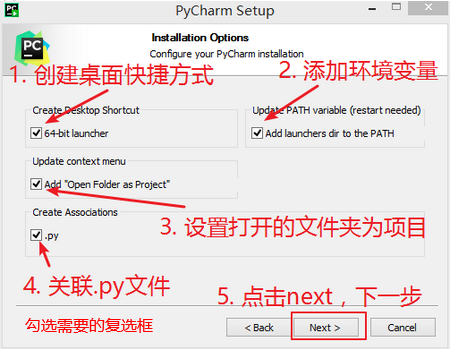 PyCharm Setup
PC
Installation Options
Configure your PyCharm installation
1. 创建桌面快捷方式
2. 添加环境变量
Create Desktop Shortcut
Update PATH variable (restart needed)
64-bit launcher
Add launchers dir to the PATH
Update context menu
Add "Open Folder as Project"
3. 设置打开的文件夹为项目
Create Associations
.py
4. 关联.py文件
5. 点击next，下一步
勾选需要的复选框
< Back
Next >
Cancel